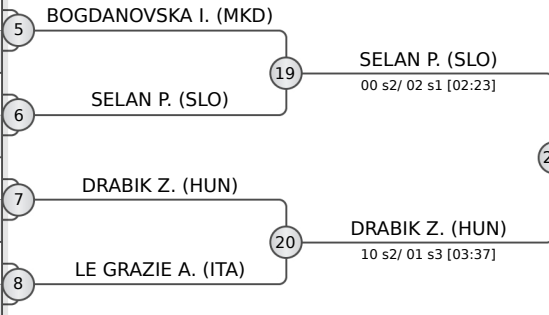 BOGDANOVSKA I. (MKD)
5
19
SELAN P. (SLO)
00 s2/ 02 s1 [02:23]
SELAN P. (SLO)
6
2
DRABIK Z. (HUN)
7
20
DRABIK Z. (HUN)
10 s2/ 01 s3 [03:37]
LE GRAZIE A. (ITA)
8